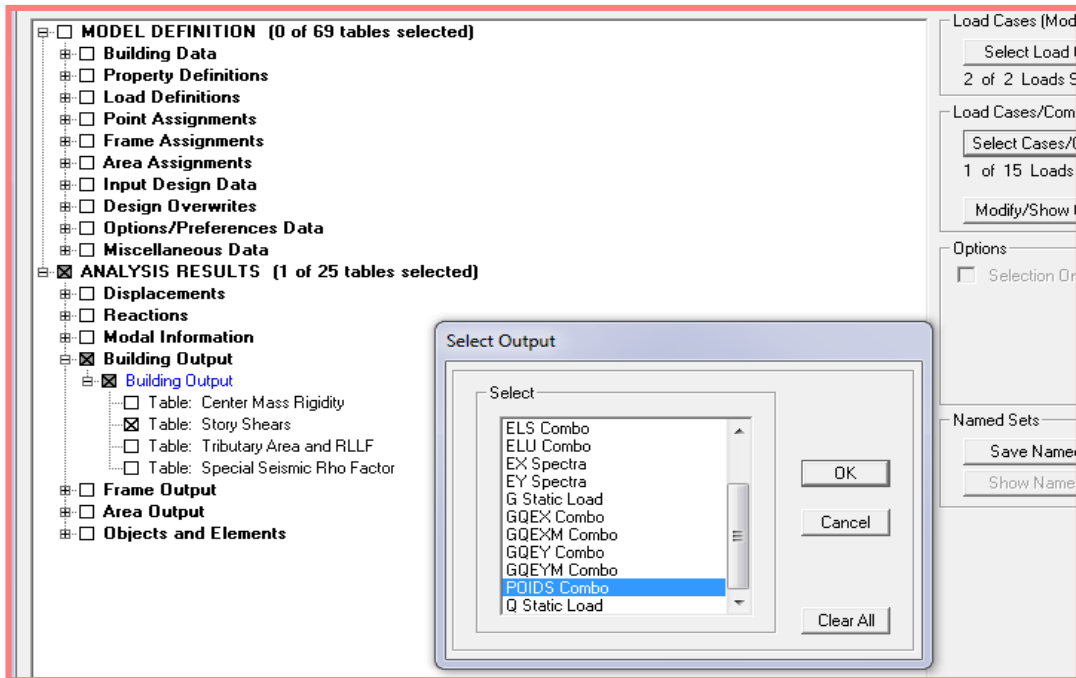 MODEL DEFINITION (0 of 69 tables selected)
Building Data
Property Definitions
Load Definitions
Point Assignments
Frame Assignments
Area Assignments
Input Design Data
Design Overwrites
Options/Preferences Data
Miscellaneous Data
ANALYSIS RESULTS (1 of 25 tables selected)
Displacements
Reactions
Modal Information
Building Output
Building Output
Table: Center Mass Rigidity
Table: Story Shears
Table: Tributary Area and RLLF
Table: Special Seismic Rho Factor
Frame Output
Area Output
Objects and Elements
Select Output
Select
ELS Combo
ELU Combo
EX Spectra
EY Spectra
G Static Load
GQEX Combo
GQEXM Combo
GQEY Combo
GQEYM Combo
POIDS Combo
Q Static Load
OK
Cancel
Clear All
Load Cases (Mod
Select Load
2 of 2 Loads S
Load Cases/Com
Select Cases/
1 of 15 Loads
Modify/Show
Options
Selection On
Named Sets
Save Named
Show Name